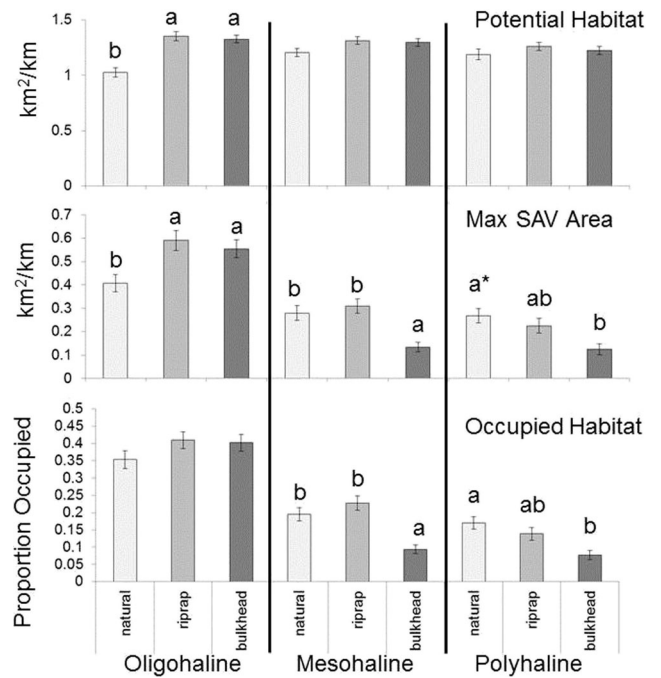 Potential Habitat
km²/km
1.5
1
0.5
0
b a a
Max SAV Area
km²/km
0.7
0.6
0.5
0.4
0.3
0.2
0.1
0
b a a
b b a
a* ab b
Occupied Habitat
Proportion Occupied
0.5
0.45
0.4
0.35
0.3
0.25
0.2
0.15
0.1
0.05
0
b b a
a ab b
natural riprap bulkhead natural riprap bulkhead natural riprap bulkhead
Oligohaline Mesohaline Polyhaline